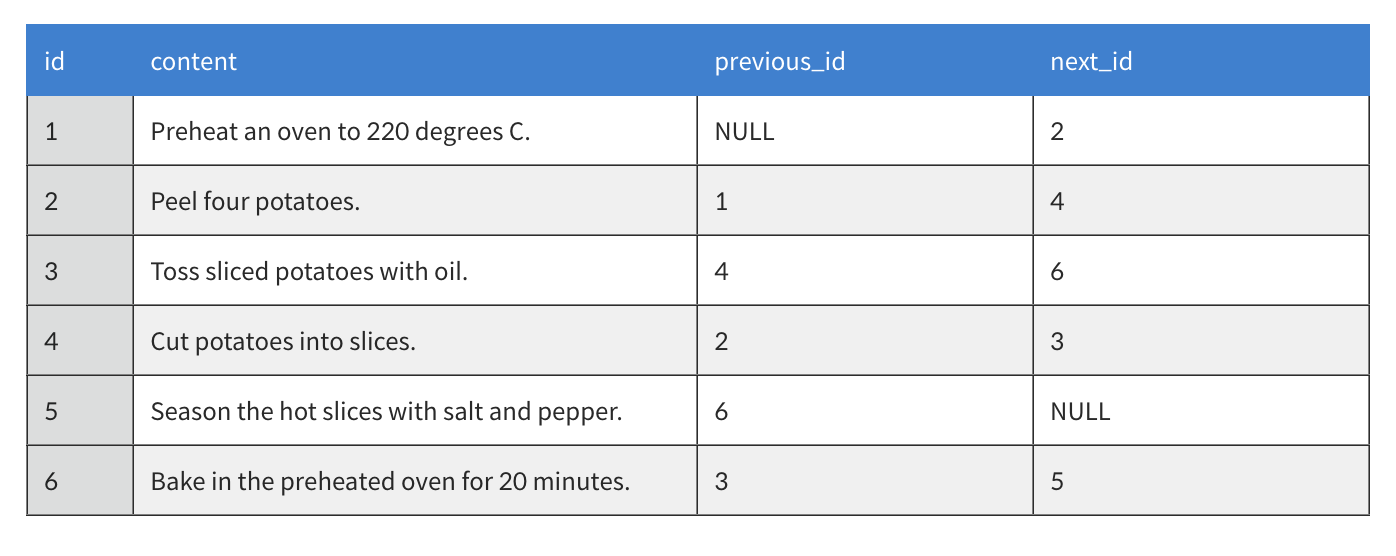 id content previous_id next_id
1 Preheat an oven to 220 degrees C. NULL 2
2 Peel four potatoes. 1 4
3 Toss sliced potatoes with oil. 4 6
4 Cut potatoes into slices. 2 3
5 Season the hot slices with salt and pepper. 6 NULL
6 Bake in the preheated oven for 20 minutes. 3 5